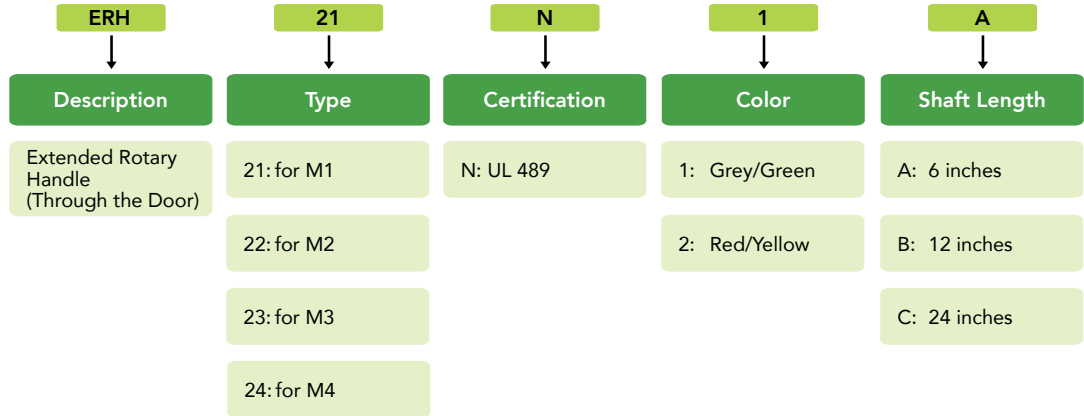 ERH
21
N
1
A
Description
Type
Certification
Color
Shaft Length
Extended Rotary
Handle
(Through the Door)
21: for M1
N: UL 489
1: Grey/Green
A: 6 inches
22: for M2
2: Red/Yellow
B: 12 inches
23: for M3
C: 24 inches
24: for M4